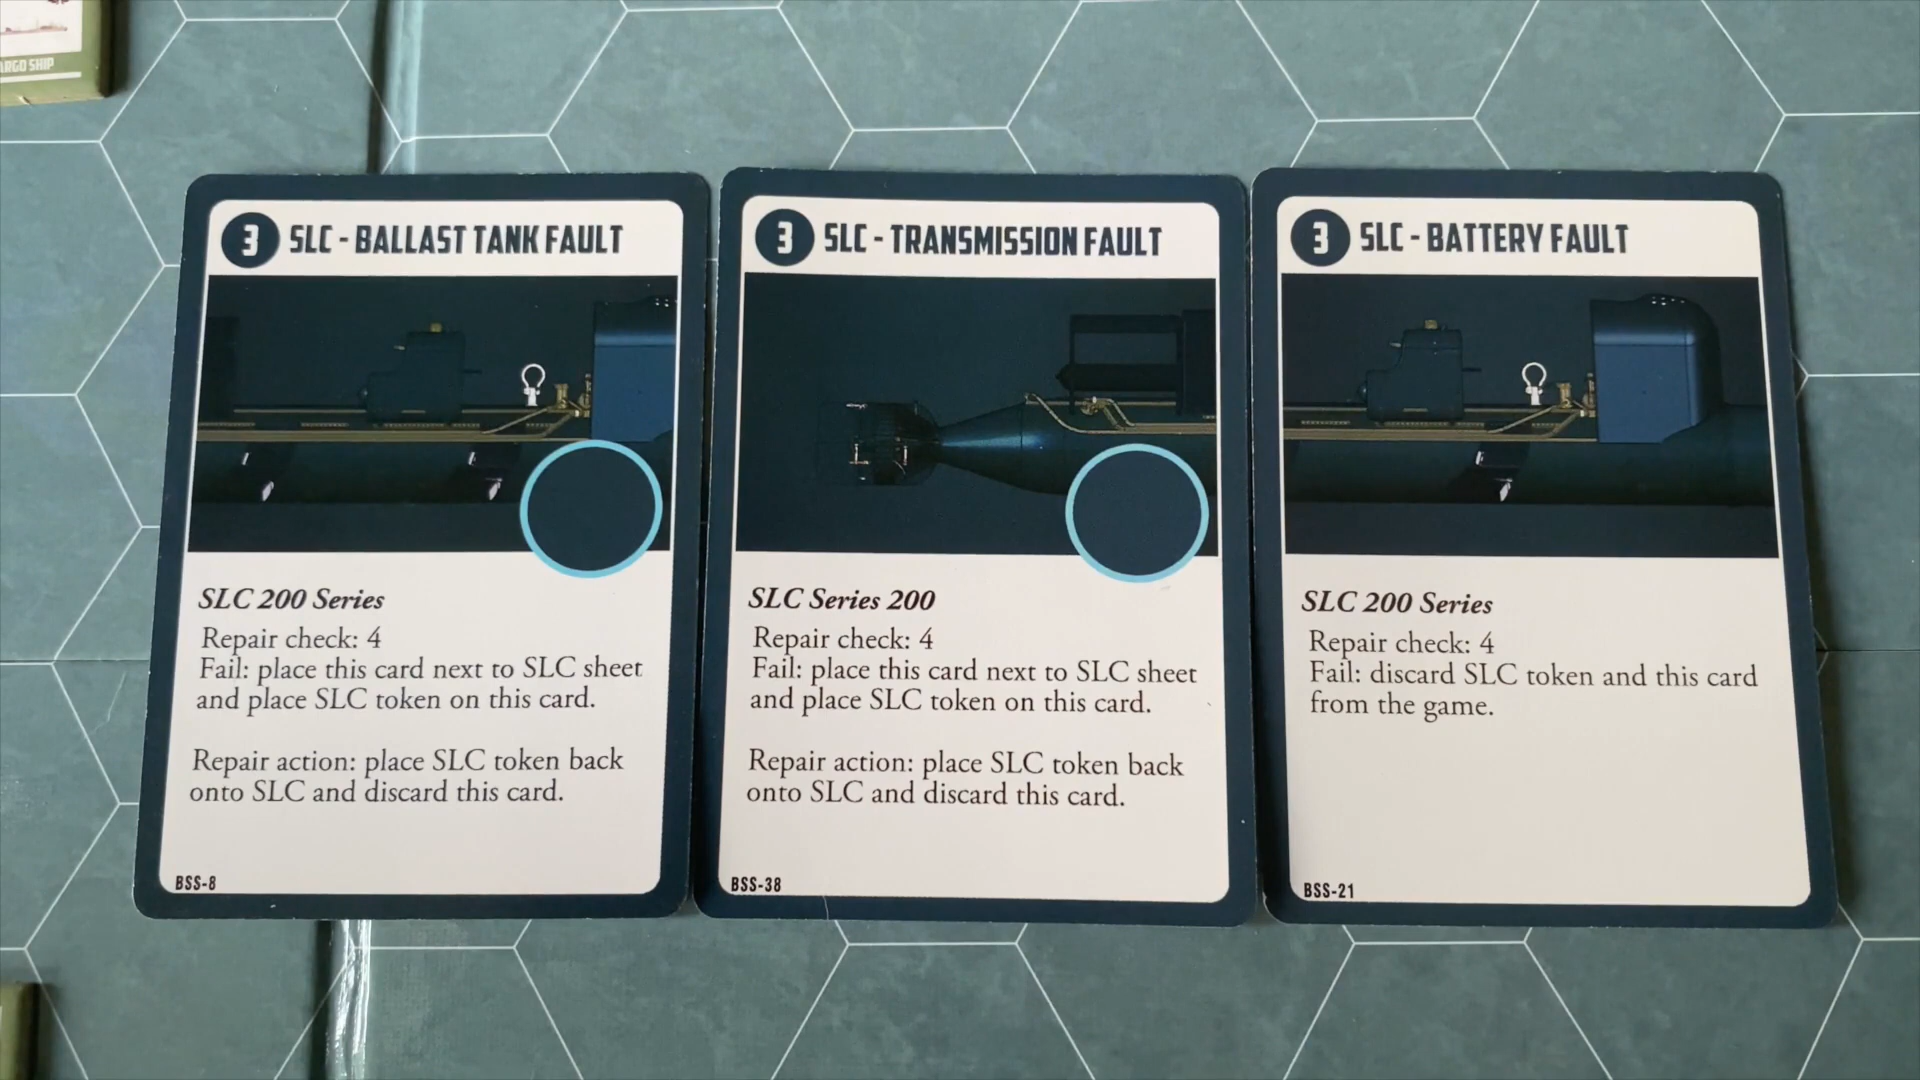 ARGO SHIP
3 SLC - BALLAST TANK FAULT
SLC 200 Series
Repair check: 4
Fail: place this card next to SLC sheet
and place SLC token on this card.
Repair action: place SLC token back
onto SLC and discard this card.
BSS-8
3 SLC - TRANSMISSION FAULT
SLC Series 200
Repair check: 4
Fail: place this card next to SLC sheet
and place SLC token on this card.
Repair action: place SLC token back
onto SLC and discard this card.
BSS-38
3 SLC - BATTERY FAULT
SLC 200 Series
Repair check: 4
Fail: discard SLC token and this card
from the game.
BSS-21